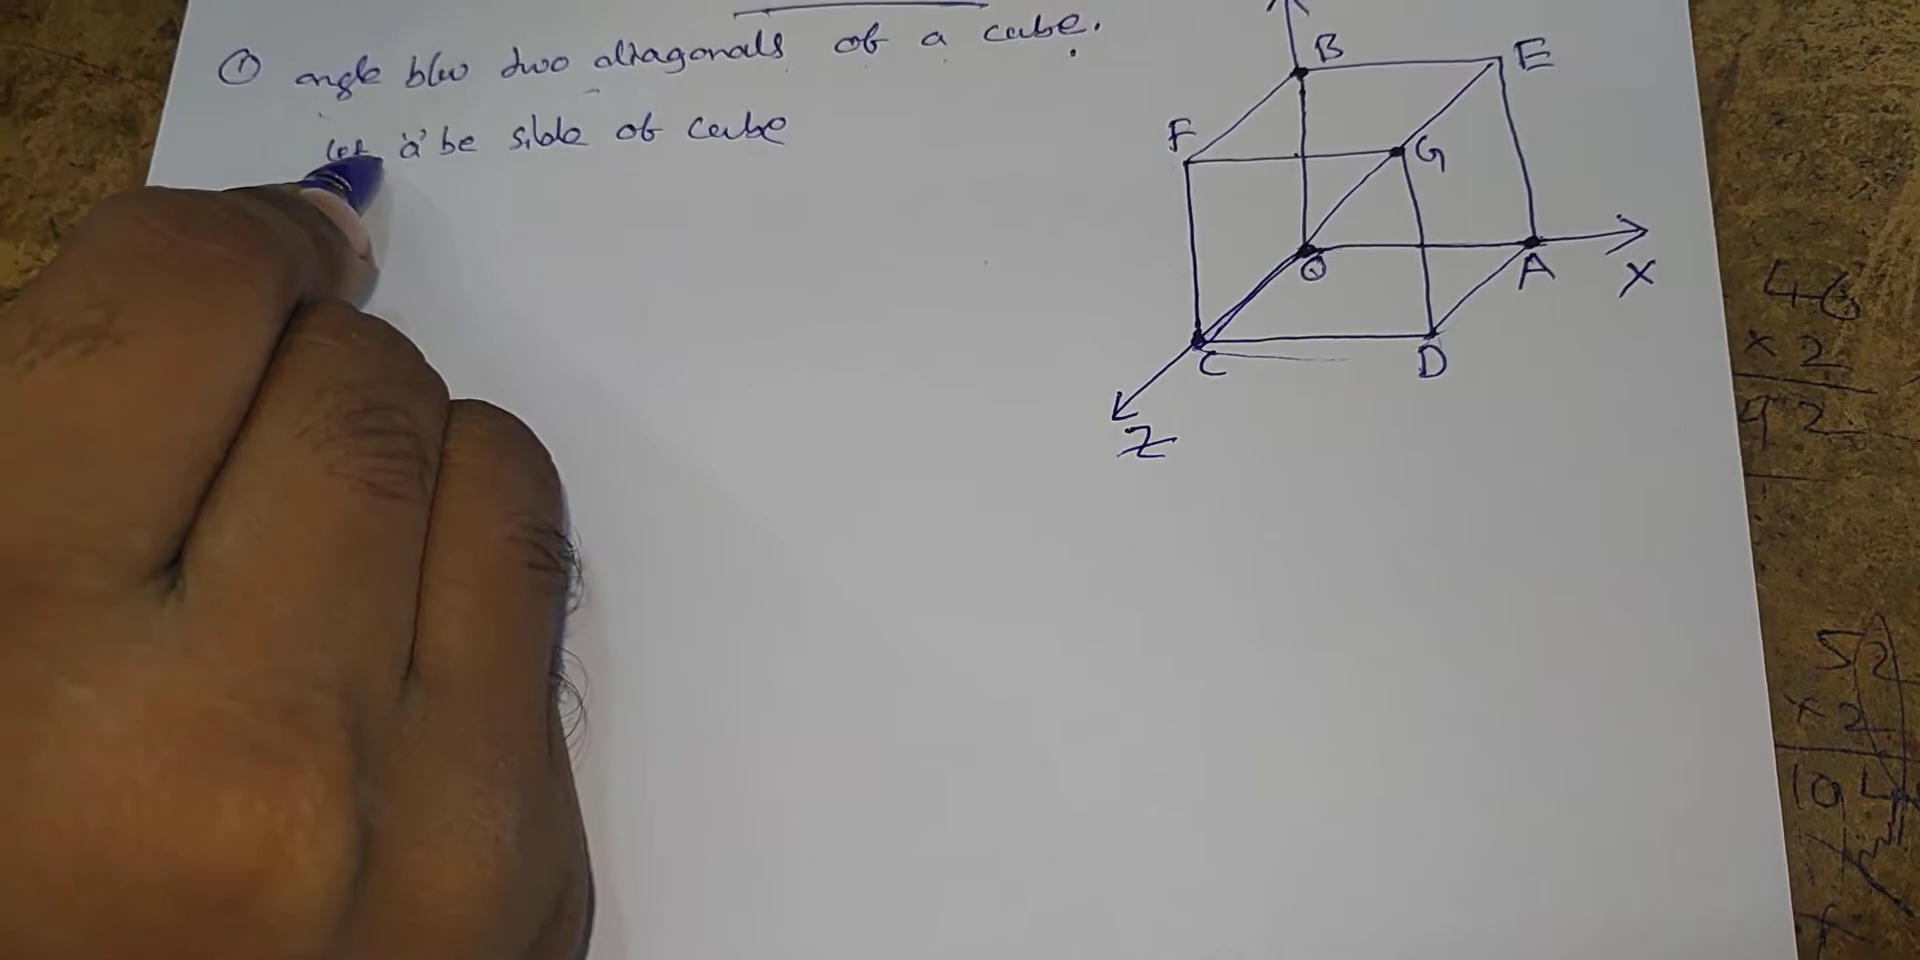 ① angle b/w two diagonals of a cube.
let 'a' be side of cube
B
E
F
G
O
A
X
C
D
Z
46
× 2
92
52
× 2
104